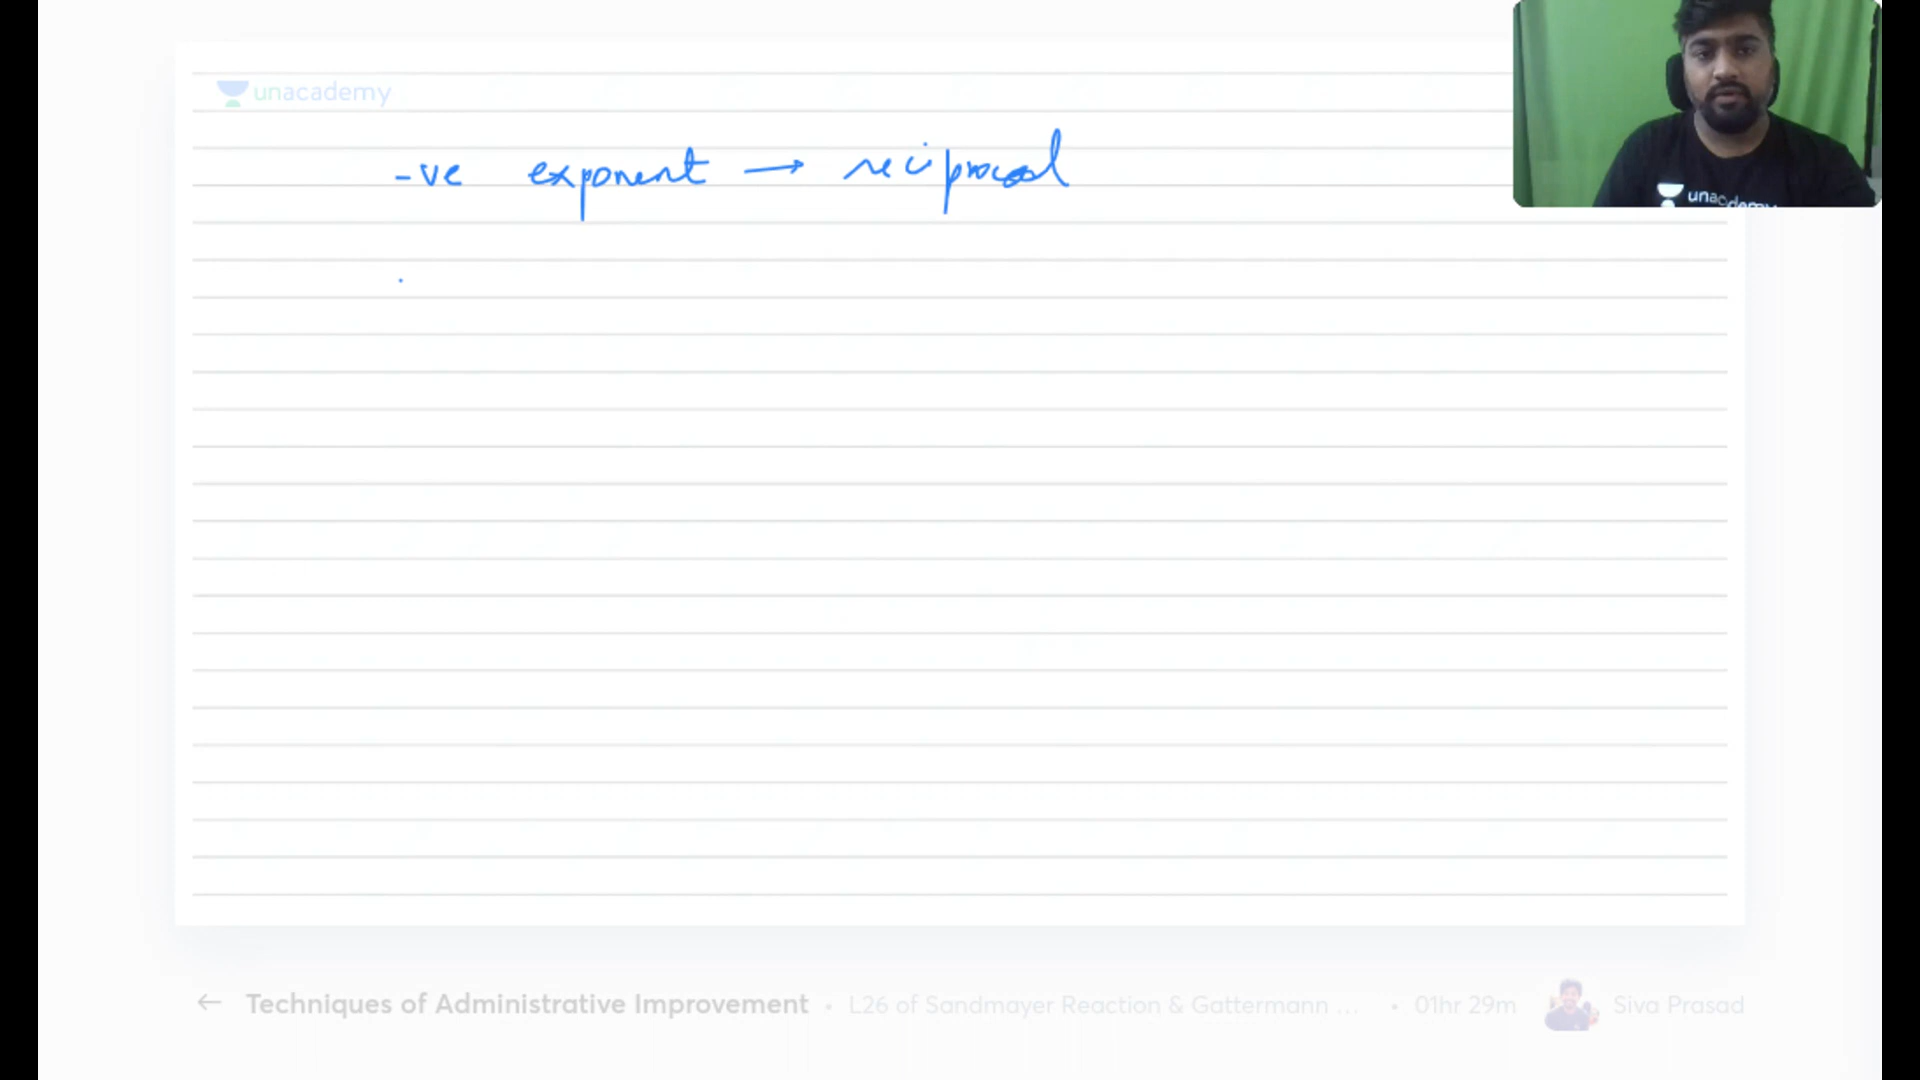 unacademy
-ve exponent → reciprocal
unacademy
← Techniques of Administrative Improvement • L26 of Sandmayer Reaction & Gattermann ... • 01hr 29m Siva Prasad